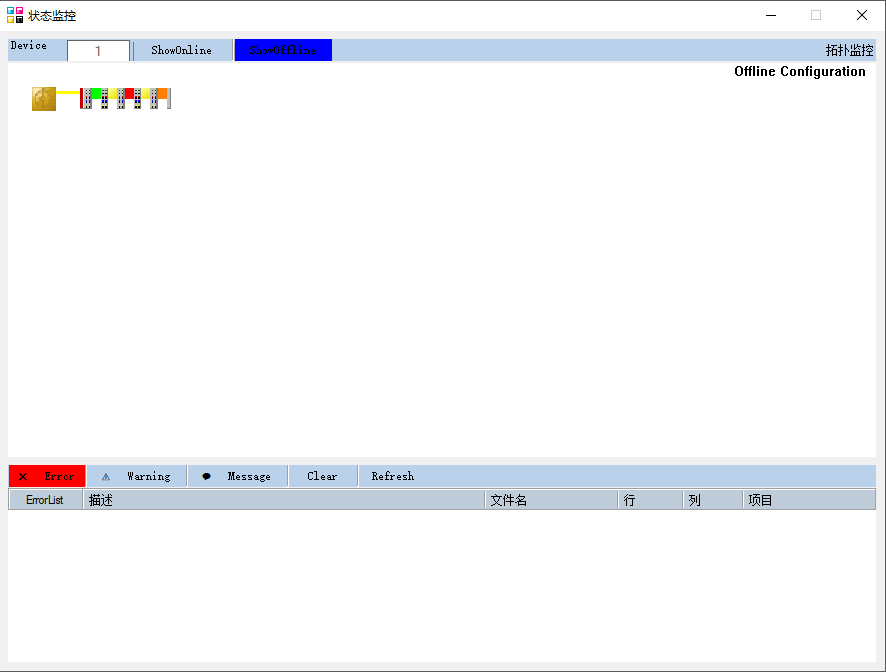 状态监控
Device
1
ShowOnline
ShowOffline
拓扑监控
Offline Configuration
Error
Warning
Message
Clear
Refresh
ErrorList
描述
文件名
行
列
项目